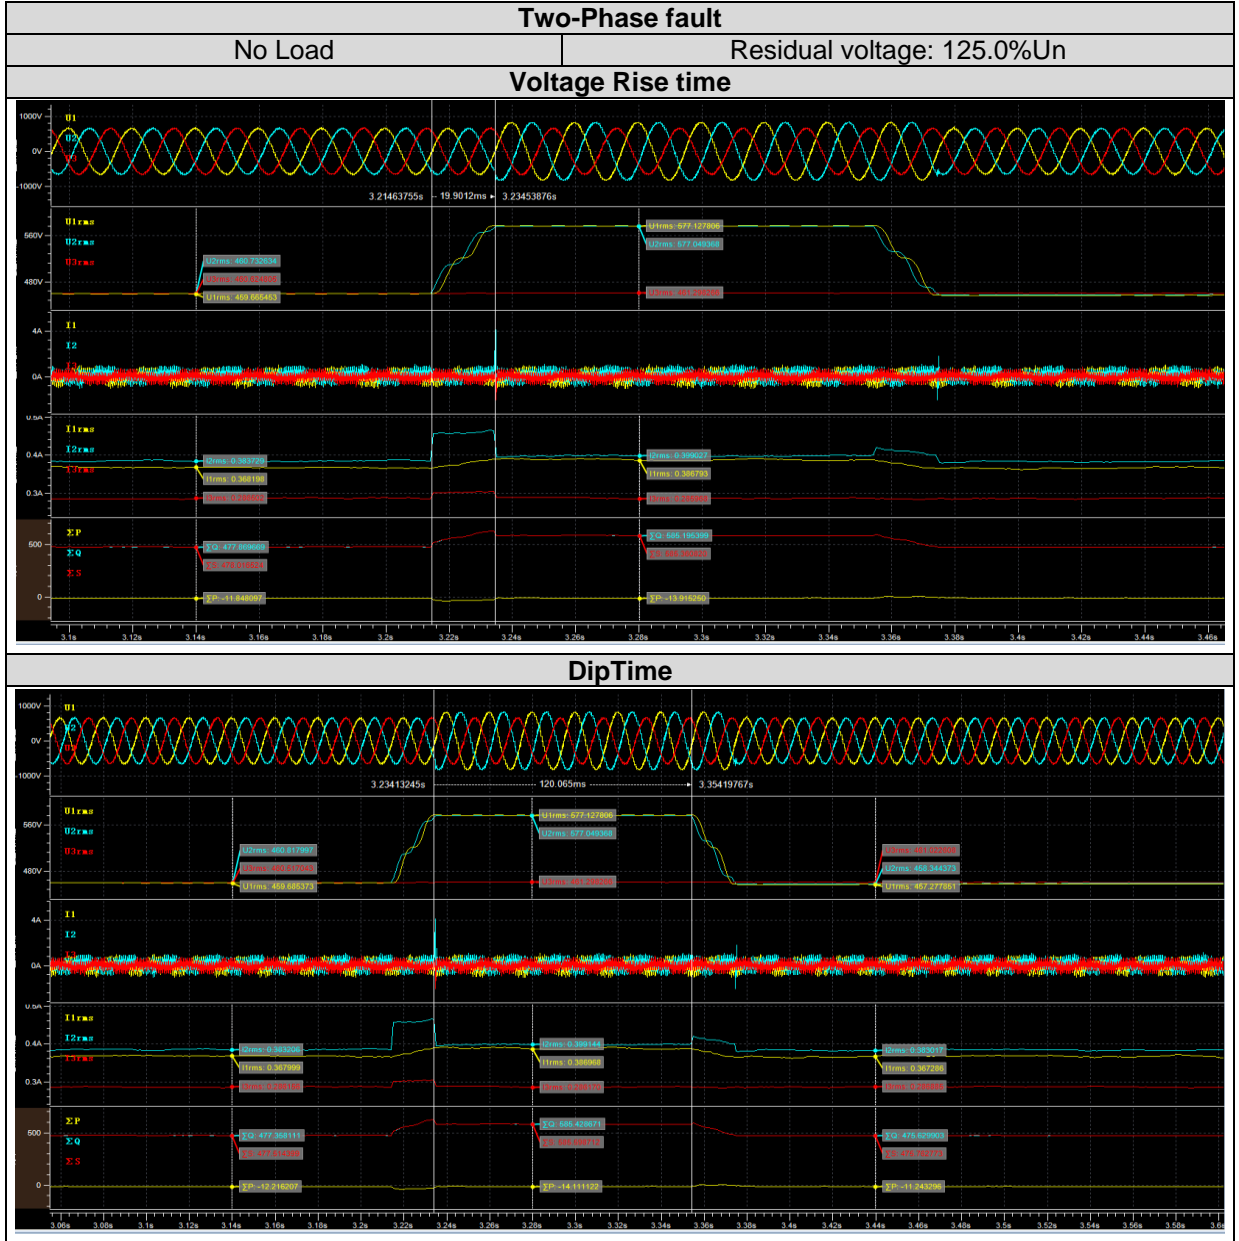 Two-Phase fault
No Load
Residual voltage: 125.0%Un
Voltage Rise time
1000V
U1
U2
0V
-1000V
3.21463755s
19.9012ms
3.23453876s
U1rms
560V
U2rms
U3rms
480V
U2rms: 460.732634
U1rms: 459.665453
U1rms: 577.127806
U2rms: 577.049368
I1
4A
I2
0A
I1rms
I2rms
0.4A
0.3A
I2rms: 0.383729
I1rms: 0.368198
I2rms: 0.399027
I1rms: 0.386793
ΣP
500
ΣQ
ΣS
0
ΣQ: 477.869669
ΣP: -11.848097
ΣQ: 585.195399
ΣP: -13.915250
3.1s 3.12s 3.14s 3.16s 3.18s 3.2s 3.22s 3.24s 3.26s 3.28s 3.3s 3.32s 3.34s 3.36s 3.38s 3.4s 3.42s 3.44s 3.46s
DipTime
1000V
U1
0V
-1000V
3.23413245s
120.065ms
3.35419767s
U1rms
560V
U2rms
U3rms
480V
U2rms: 460.817997
U1rms: 459.685373
U1rms: 577.127806
U2rms: 577.049368
U2rms: 458.344373
U1rms: 457.277851
I1
4A
I2
0A
I1rms
I2rms
0.4A
0.3A
I2rms: 0.383206
I1rms: 0.367999
I1rms: 0.386968
I2rms: 0.383017
I1rms: 0.367286
ΣP
500
ΣQ
ΣS
0
ΣQ: 477.358111
ΣP: -12.216207
ΣQ: 585.428671
ΣP: -14.111122
ΣQ: 475.629903
ΣP: -11.243296
3.06s 3.08s 3.1s 3.12s 3.14s 3.16s 3.18s 3.2s 3.22s 3.24s 3.26s 3.28s 3.3s 3.32s 3.34s 3.36s 3.38s 3.4s 3.42s 3.44s 3.46s 3.48s 3.5s 3.52s 3.54s 3.56s 3.58s